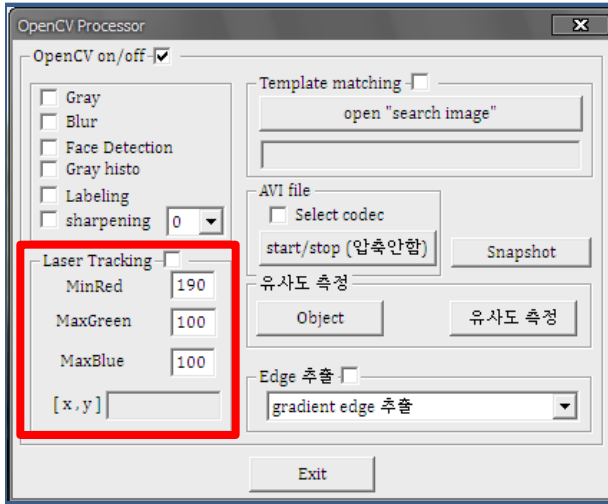 OpenCV Processor
OpenCV on/off
Gray
Blur
Face Detection
Gray histo
Labeling
sharpening 0
Laser Tracking
MinRed 190
MaxGreen 100
MaxBlue 100
[x,y]
Template matching
open "search image"
AVI file
Select codec
start/stop (압축안함)
Snapshot
유사도 측정
Object
유사도 측정
Edge 추출
gradient edge 추출
Exit